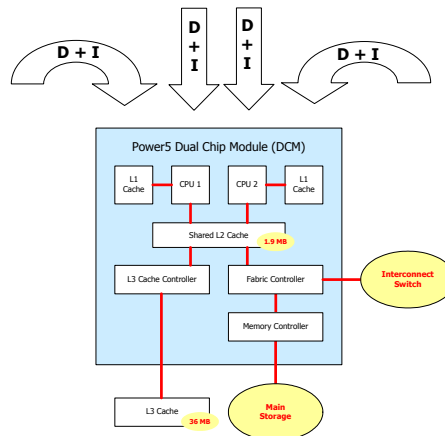 D + I
D
+
I
D
+
I
D + I
Power5 Dual Chip Module (DCM)
L1
Cache
CPU 1
CPU 2
L1
Cache
Shared L2 Cache
1.9 MB
L3 Cache Controller
Fabric Controller
Interconnect
Switch
Memory Controller
L3 Cache
36 MB
Main
Storage